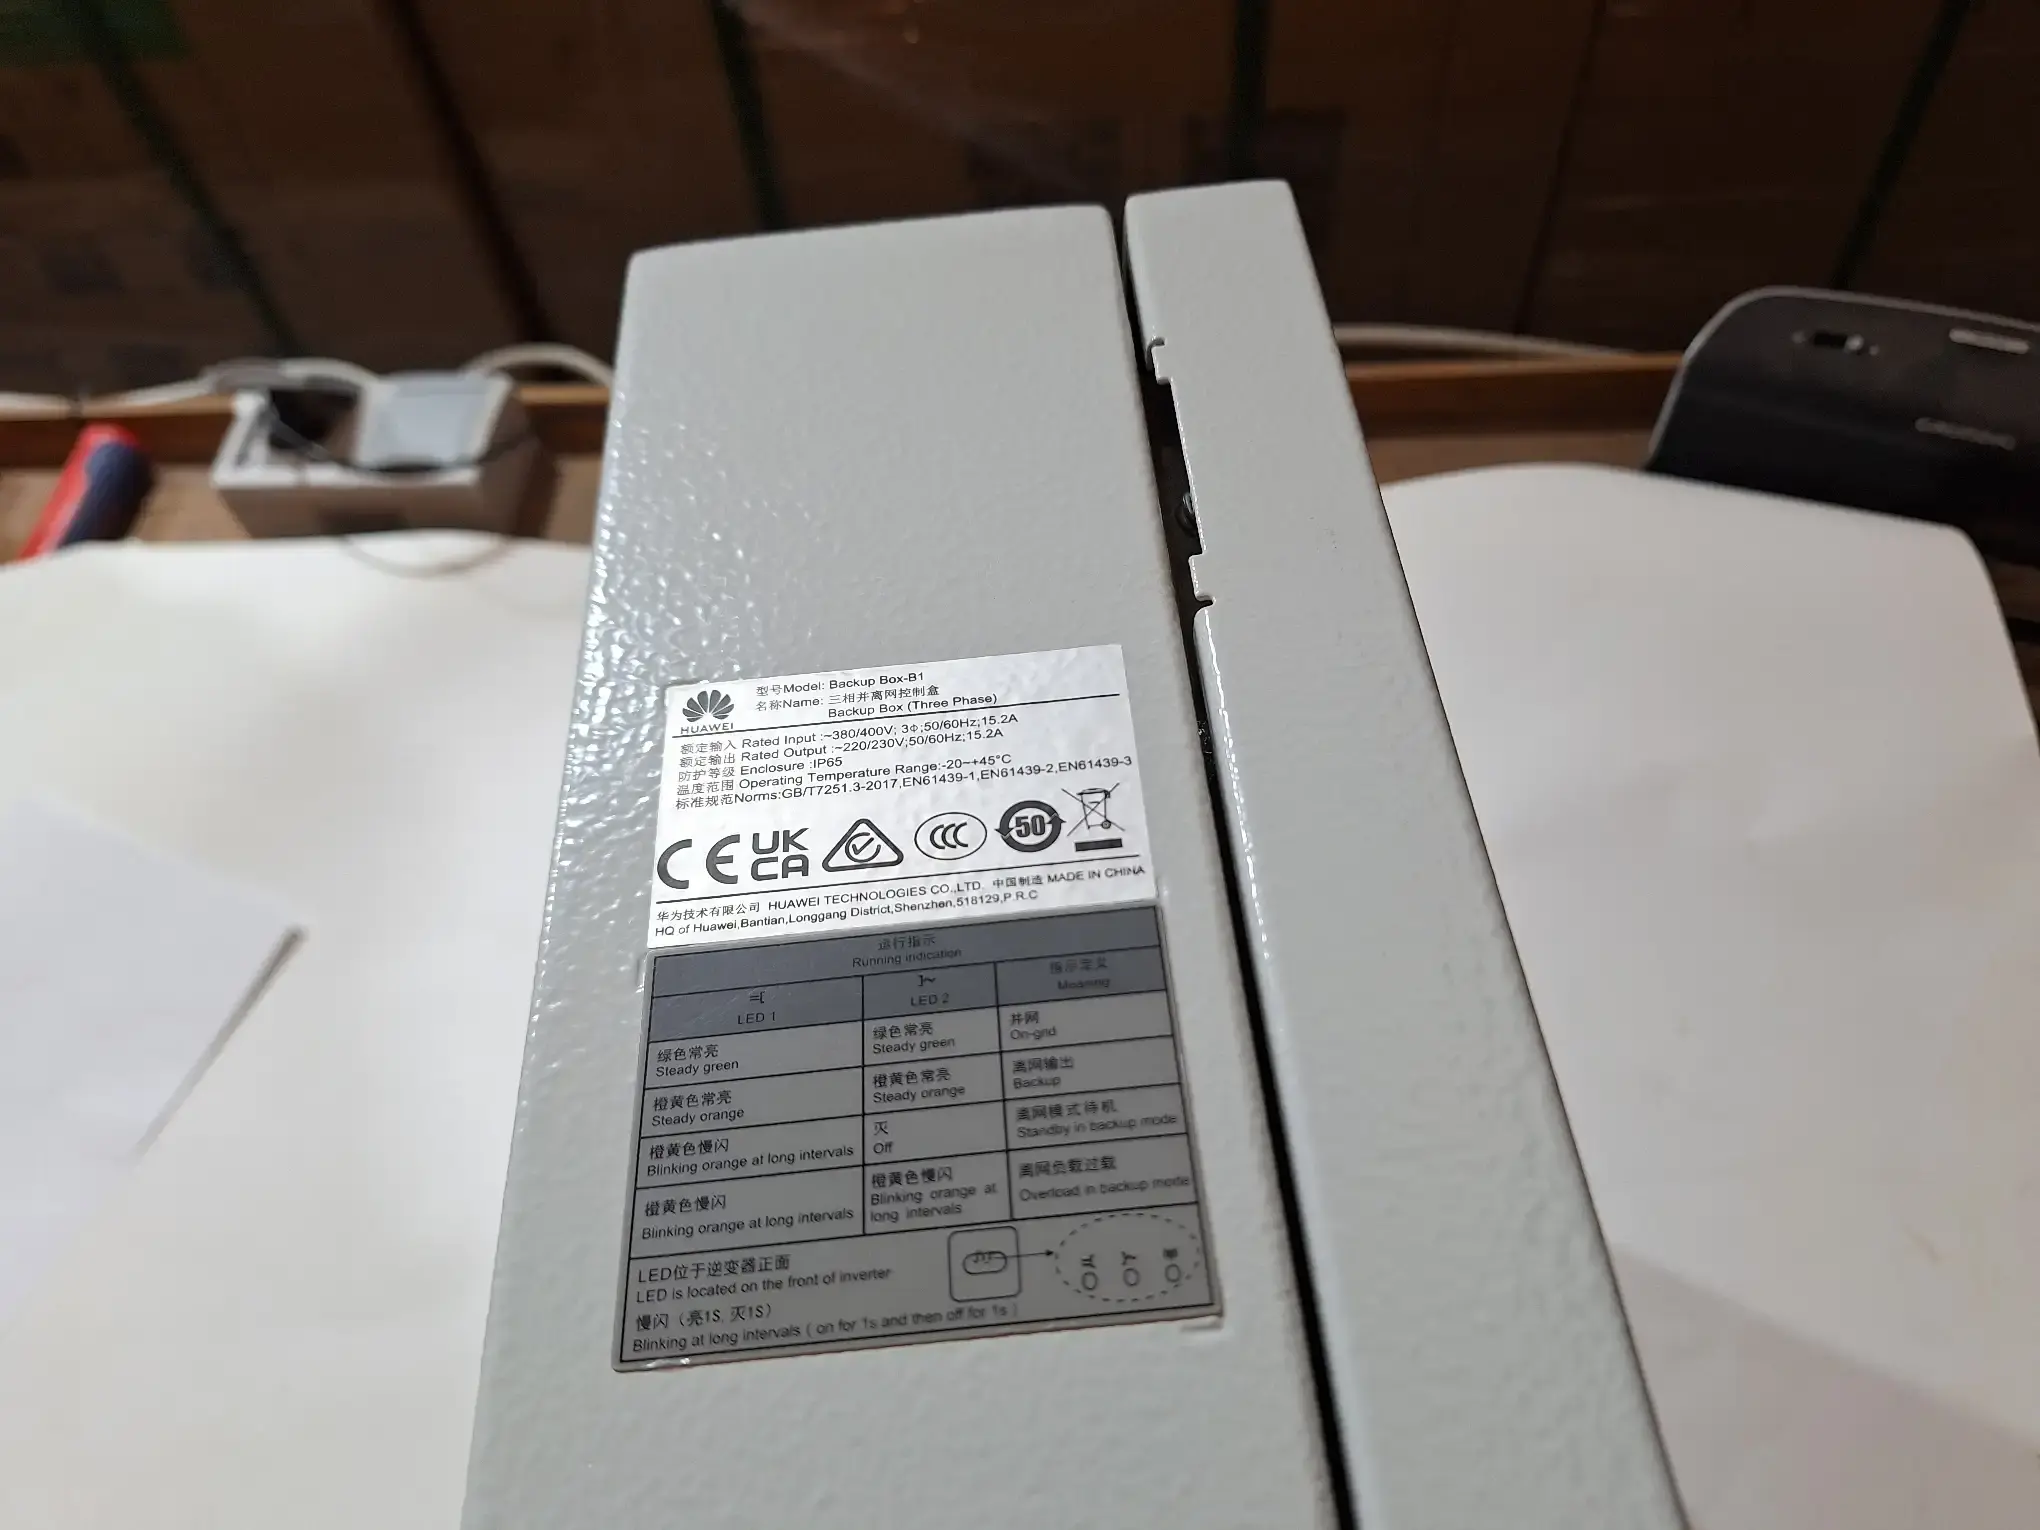 型号Model: Backup Box-B1
名称Name: 三相并离网控制盒
Backup Box (Three Phase)
HUAWEI
额定输入 Rated Input :~380/400V; 3Φ;50/60Hz;15.2A
额定输出 Rated Output :~220/230V;50/60Hz;15.2A
防护等级 Enclosure :IP65
温度范围 Operating Temperature Range:-20~+45°C
标准规范Norms:GB/T7251.3-2017,EN61439-1,EN61439-2,EN61439-3
CE UK CA CCC 50
华为技术有限公司 HUAWEI TECHNOLOGIES CO.,LTD. 中国制造 MADE IN CHINA
HQ of Huawei,Bantian,Longgang District,Shenzhen,518129,P.R.C
运行指示
Running indication
=[
LED 1
]~
LED 2
指示定义
Meaning
绿色常亮
Steady green
绿色常亮
Steady green
并网
On-grid
橙黄色常亮
Steady orange
橙黄色常亮
Steady orange
离网输出
Backup
橙黄色慢闪
Blinking orange at long intervals
灭
Off
离网模式待机
Standby in backup mode
橙黄色慢闪
Blinking orange at long intervals
橙黄色慢闪
Blinking orange at
long intervals
离网负载过载
Overload in backup mode
LED位于逆变器正面
LED is located on the front of inverter
慢闪（亮1S, 灭1S）
Blinking at long intervals ( on for 1s and then off for 1s )